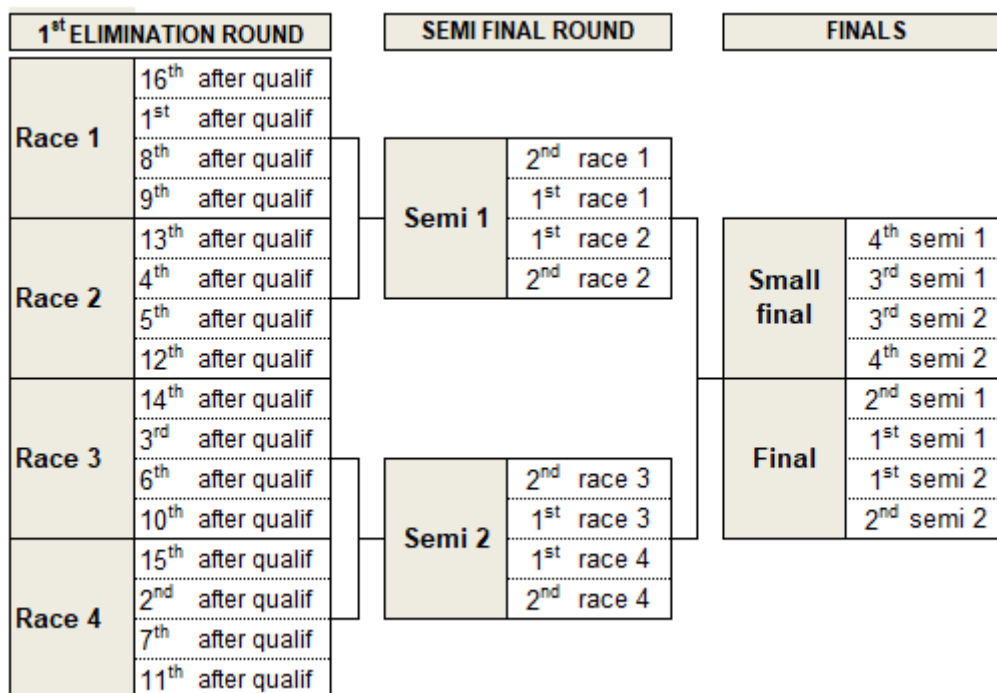 1st ELIMINATION ROUND
Race 1
16th after qualif
1st after qualif
8th after qualif
9th after qualif
Race 2
13th after qualif
4th after qualif
5th after qualif
12th after qualif
Race 3
14th after qualif
3rd after qualif
6th after qualif
10th after qualif
Race 4
15th after qualif
2nd after qualif
7th after qualif
11th after qualif
SEMI FINAL ROUND
Semi 1
2nd race 1
1st race 1
1st race 2
2nd race 2
Semi 2
2nd race 3
1st race 3
1st race 4
2nd race 4
FINALS
Small
final
4th semi 1
3rd semi 1
3rd semi 2
4th semi 2
Final
2nd semi 1
1st semi 1
1st semi 2
2nd semi 2